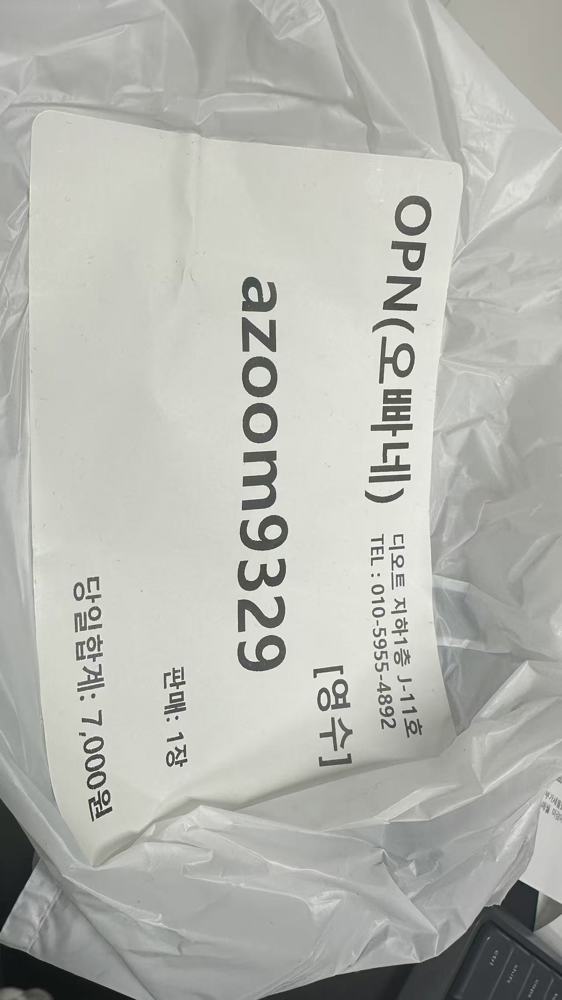 OPN(오빠네)
디오트 지하1층 J-11호
TEL : 010-5955-4892
[영수]
azoom9329
판매: 1장
당일합계: 7,000원
ctrl